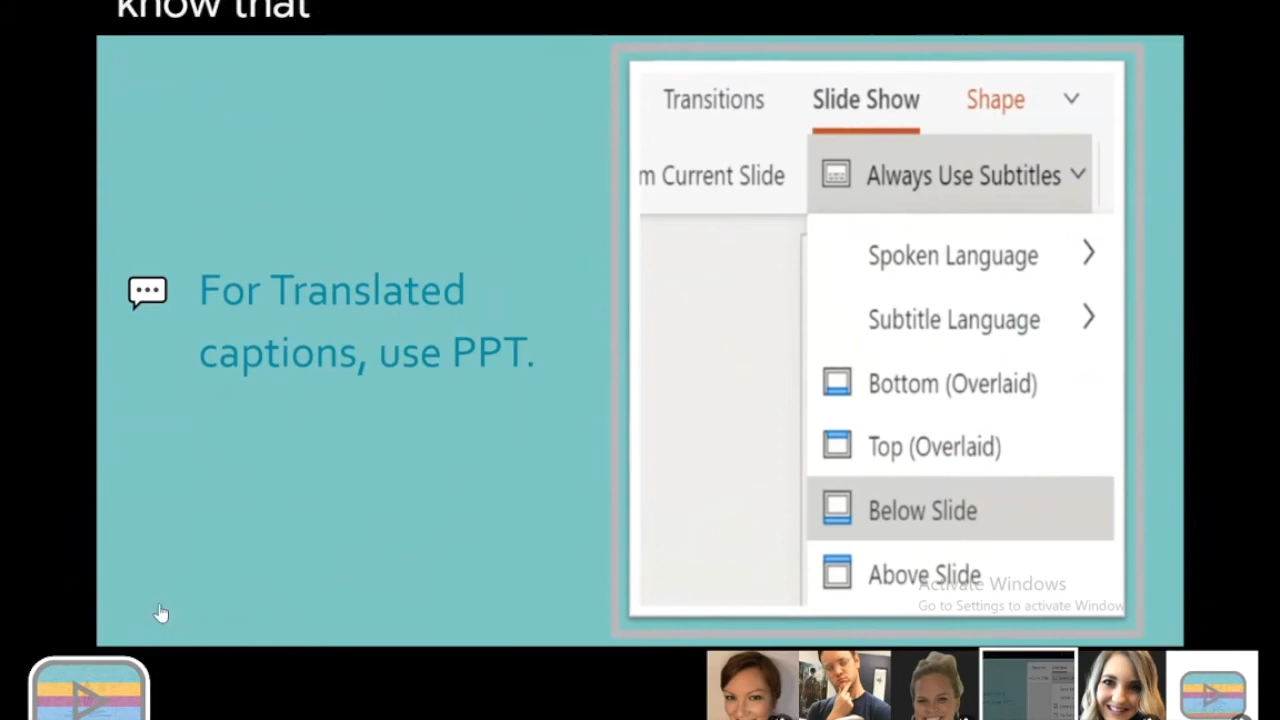 know that
Transitions Slide Show Shape
m Current Slide Always Use Subtitles
Spoken Language
For Translated
captions, use PPT.
Subtitle Language
Bottom (Overlaid)
Top (Overlaid)
Below Slide
Above Slide
Activate Windows
Go to Settings to activate Window